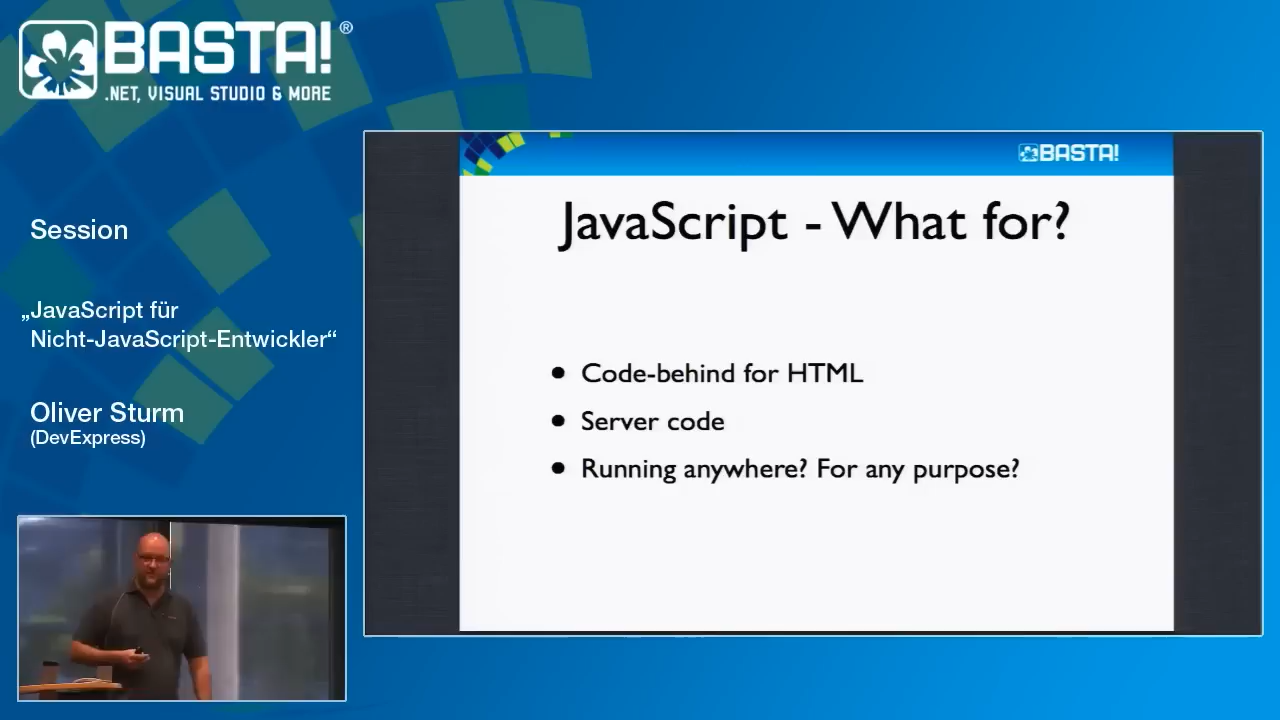 BASTA!®
.NET, VISUAL STUDIO & MORE
Session
„JavaScript für
Nicht-JavaScript-Entwickler“
Oliver Sturm
(DevExpress)
BASTA!
JavaScript - What for?
• Code-behind for HTML
• Server code
• Running anywhere? For any purpose?